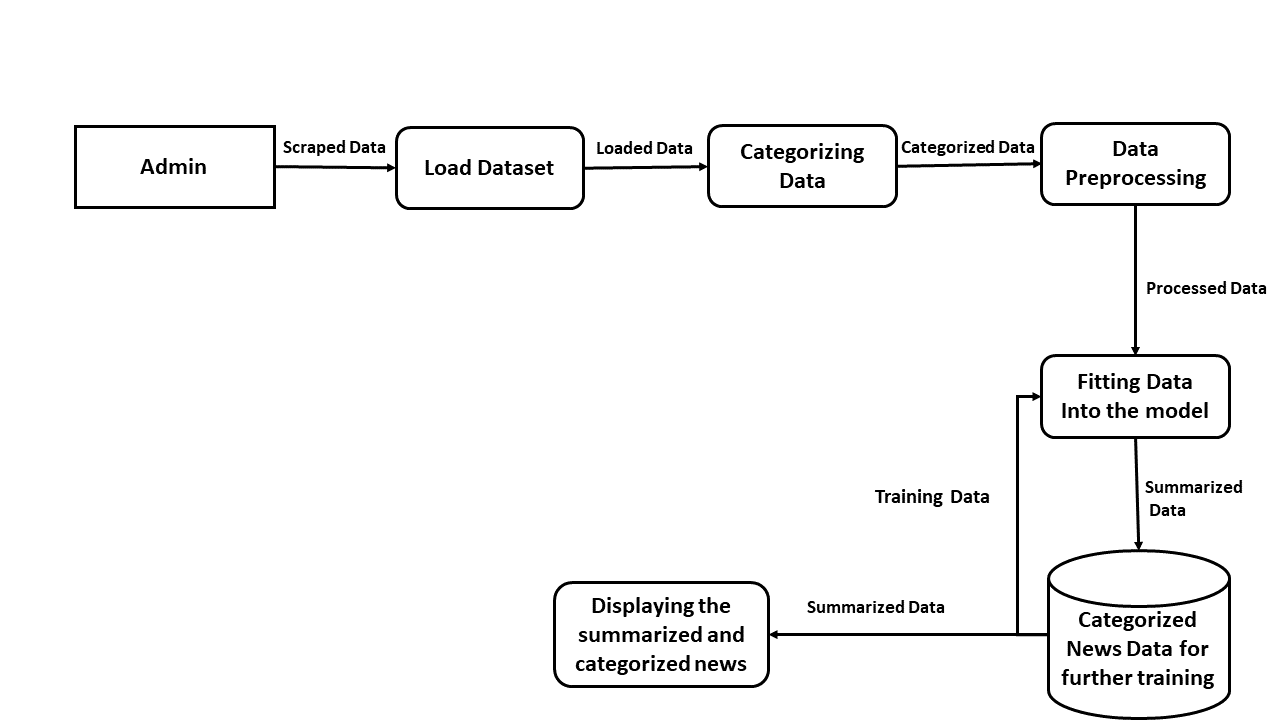 Admin
Scraped Data
Load Dataset
Loaded Data
Categorizing
Data
Categorized Data
Data
Preprocessing
Processed Data
Fitting Data
Into the model
Training Data
Summarized
Data
Displaying the
summarized and
categorized news
Summarized Data
Categorized
News Data for
further training